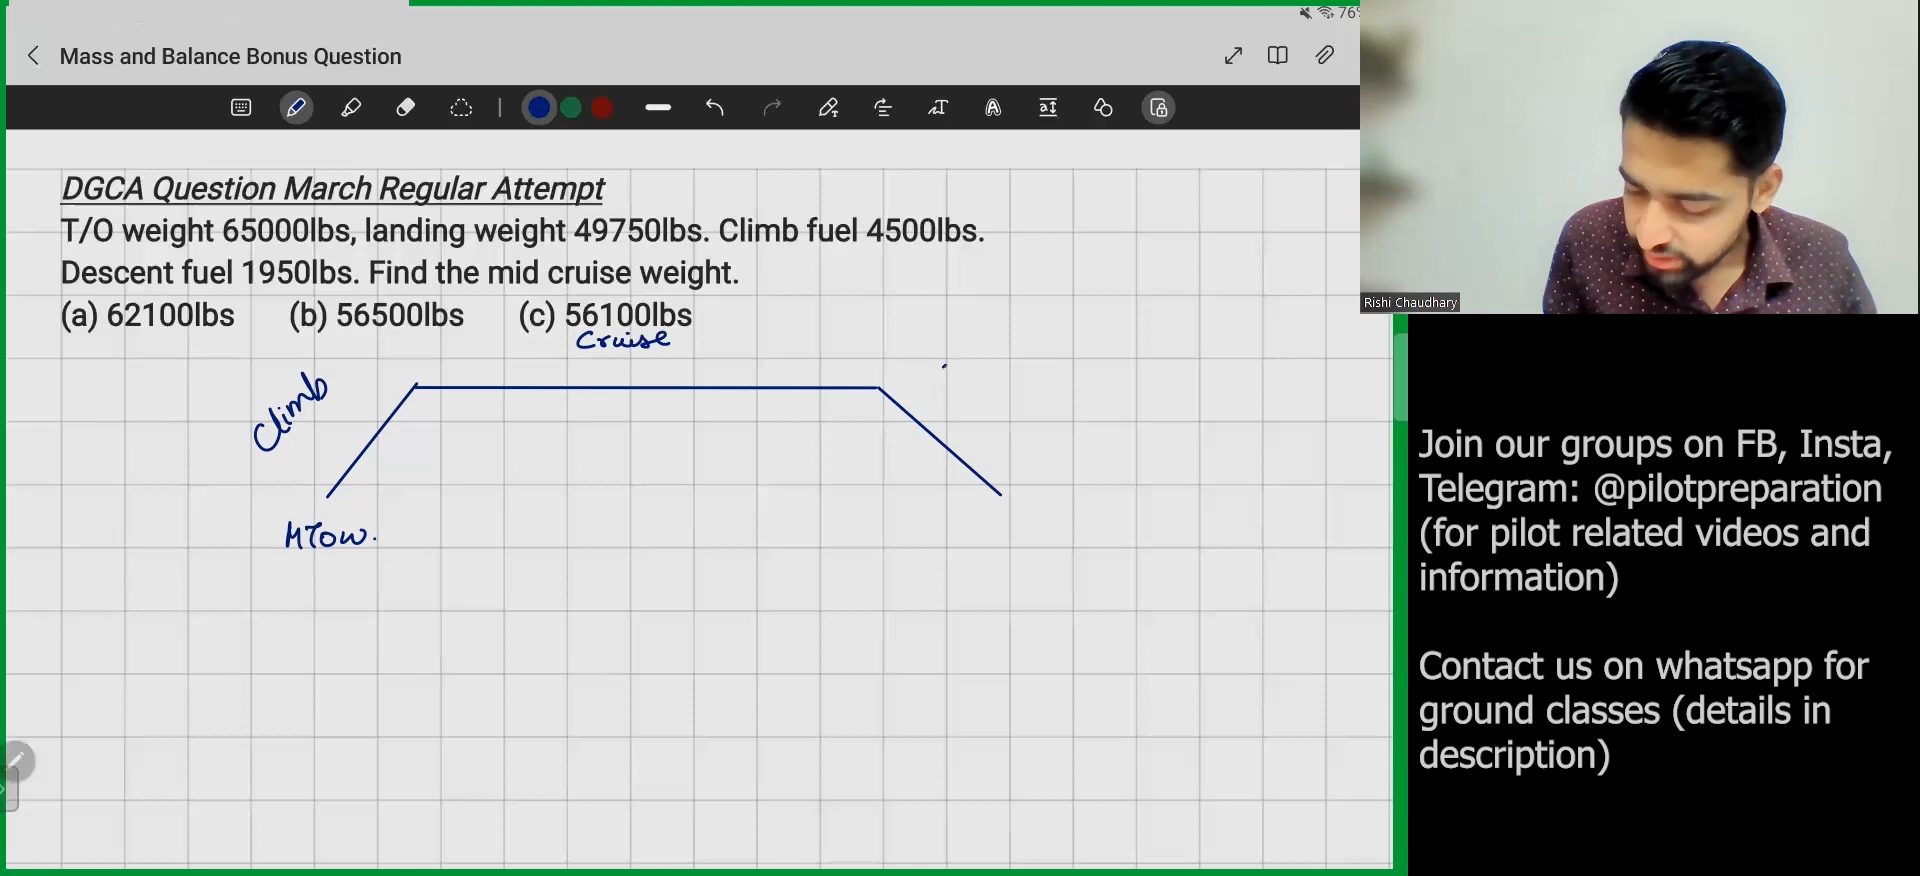 76%
Mass and Balance Bonus Question
DGCA Question March Regular Attempt
T/O weight 65000lbs, landing weight 49750lbs. Climb fuel 4500lbs.
Descent fuel 1950lbs. Find the mid cruise weight.
(a) 62100lbs (b) 56500lbs (c) 56100lbs
Cruise
Climb
MTOW.
Rishi Chaudhary
Join our groups on FB, Insta,
Telegram: @pilotpreparation
(for pilot related videos and
information)
Contact us on whatsapp for
ground classes (details in
description)